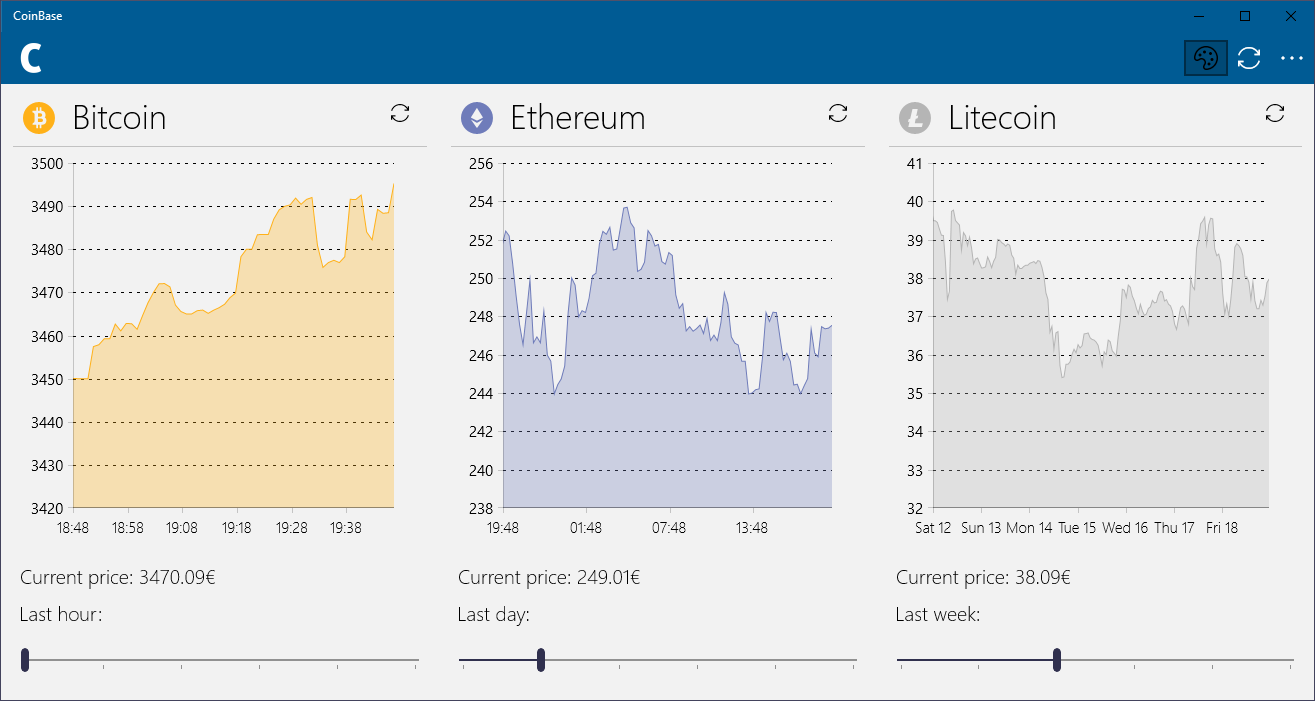 CoinBase
C
Bitcoin
3500
3490
3480
3470
3460
3450
3440
3430
3420
18:48 18:58 19:08 19:18 19:28 19:38
Current price: 3470.09€
Last hour:
Ethereum
256
254
252
250
248
246
244
242
240
238
19:48 01:48 07:48 13:48
Current price: 249.01€
Last day:
Litecoin
41
40
39
38
37
36
35
34
33
32
Sat 12 Sun 13 Mon 14 Tue 15 Wed 16 Thu 17 Fri 18
Current price: 38.09€
Last week: